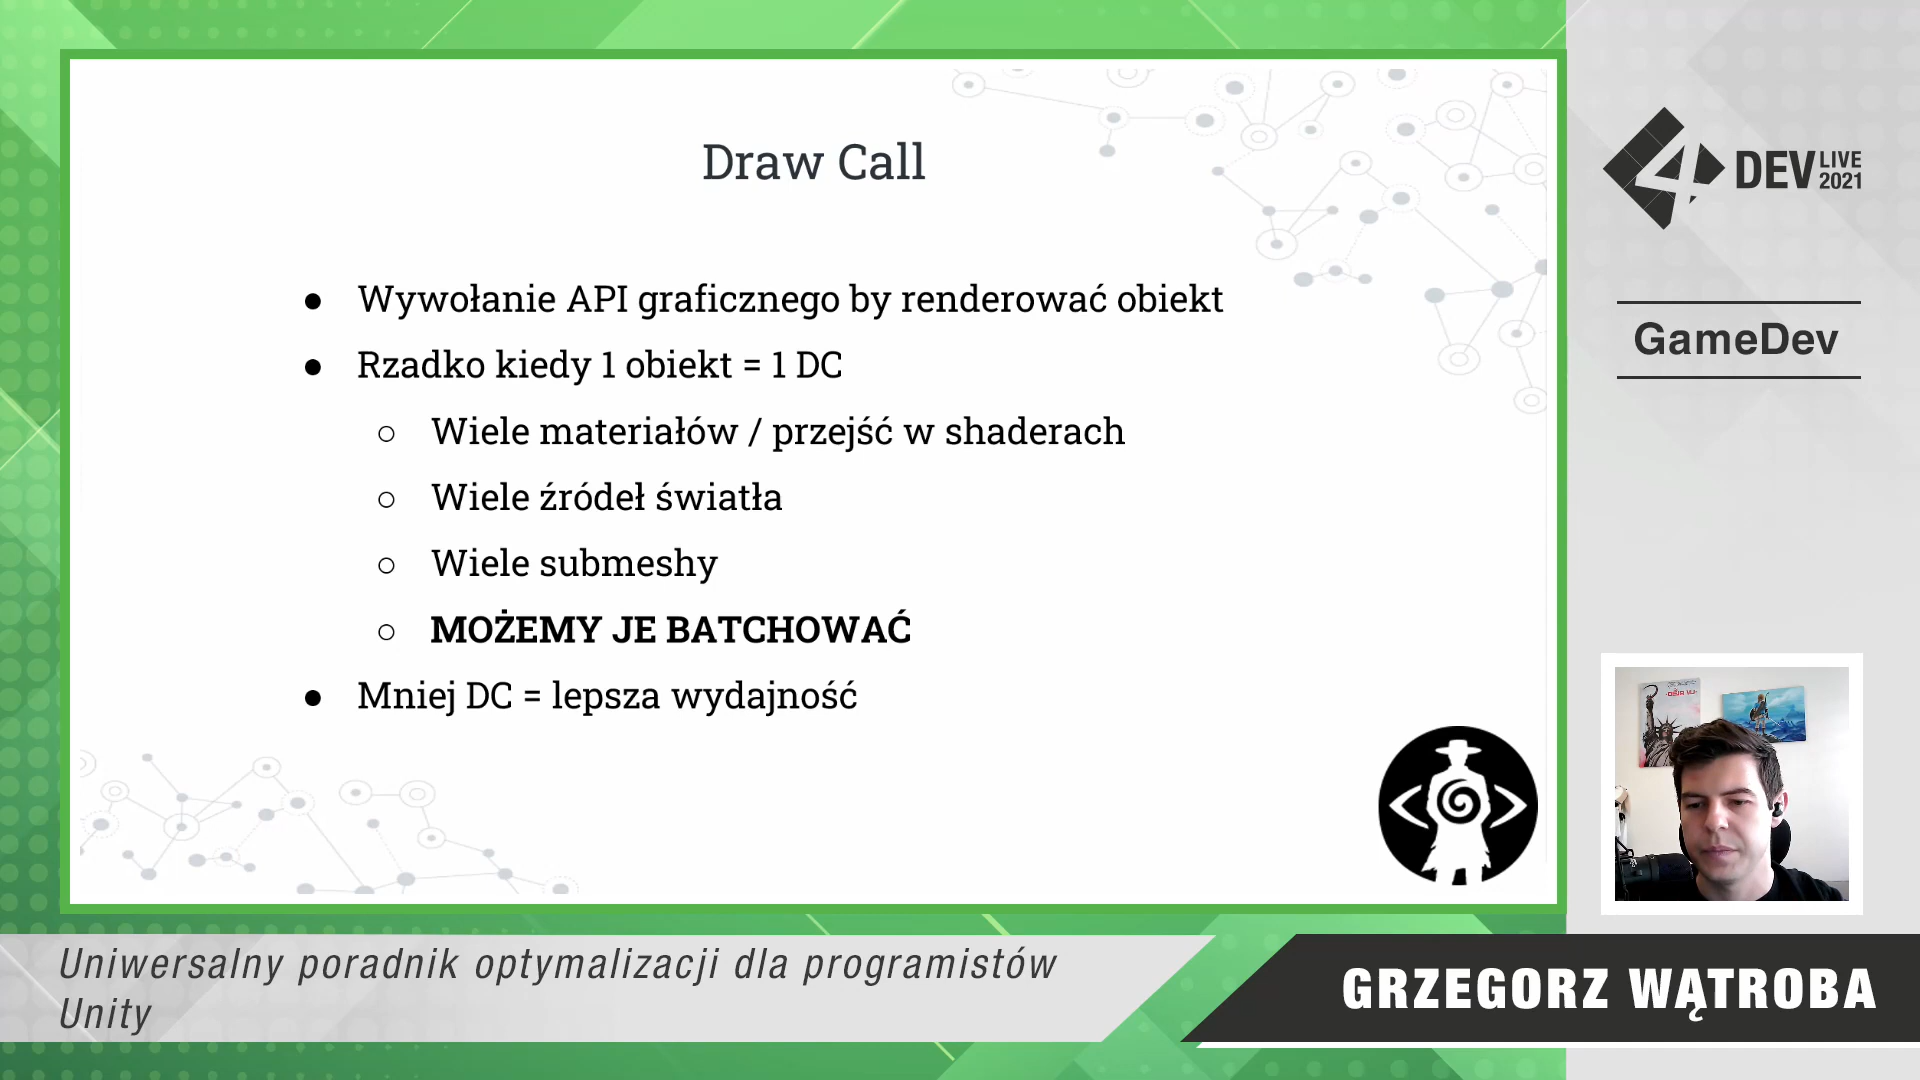 Draw Call
● Wywołanie API graficznego by renderować obiekt
● Rzadko kiedy 1 obiekt = 1 DC
○ Wiele materiałów / przejść w shaderach
○ Wiele źródeł światła
○ Wiele submeshy
○ MOŻEMY JE BATCHOWAĆ
● Mniej DC = lepsza wydajność
4 DEV LIVE 2021
GameDev
Uniwersalny poradnik optymalizacji dla programistów
Unity
GRZEGORZ WĄTROBA